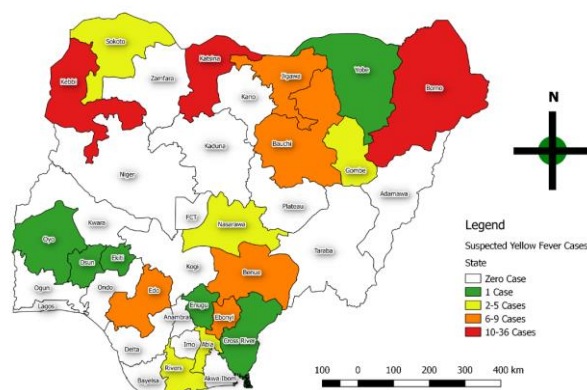 Sokoto
Kebbi
Zamfara
Katsina
Kano
Jigawa
Yobe
Borno
N
Bauchi
Gombe
Kaduna
Niger
Adamawa
Plateau
FCT
Nasarawa
Kwara
Oyo
Osun
Ekiti
Taraba
Kogi
Benue
Ogun
Lagos
Ondo
Edo
Enugu
Anambra
Ebonyi
Cross River
Delta
Imo
Abia
Rivers
Bayelsa
Akwa Ibom
Legend
Suspected Yellow Fever Cases
State
Zero Case
1 Case
2-5 Cases
6-9 Cases
10-36 Cases
100 0 100 200 300 400 km